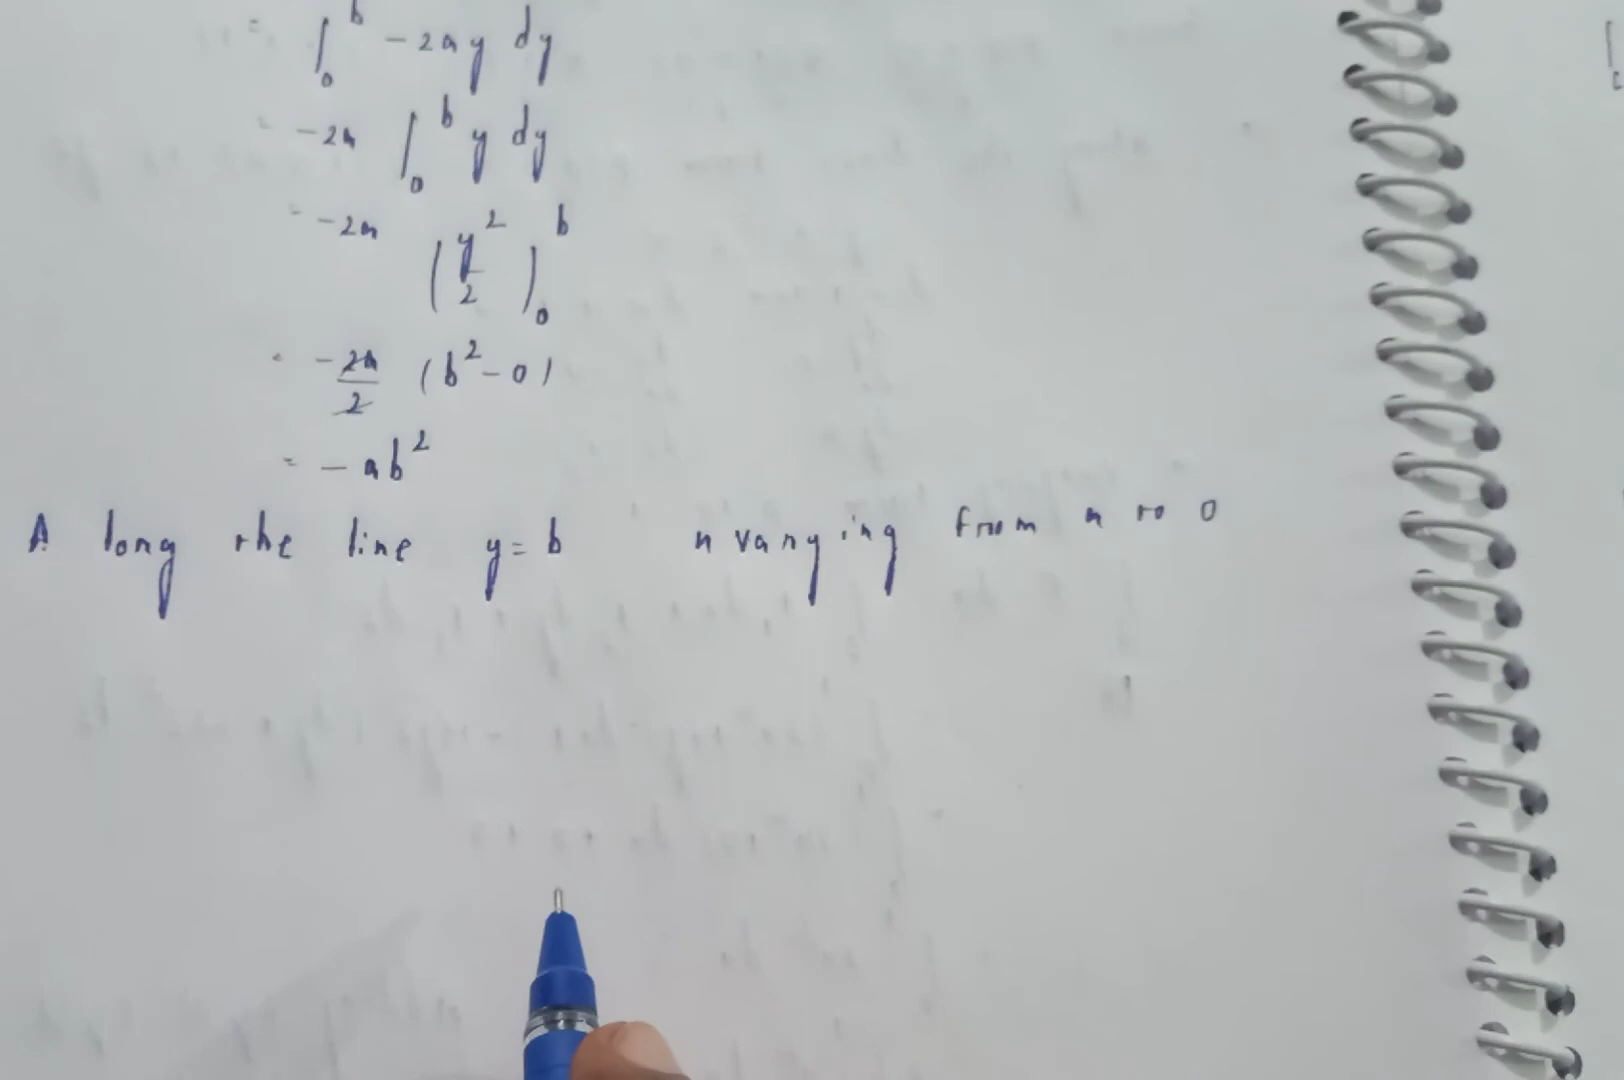 = ∫₀ᵇ -2ay dy
= -2a ∫₀ᵇ y dy
= -2a (y²/2)₀ᵇ
= -2a/2 (b²-0)
= -ab²
A long the line y=b x varying from a to 0